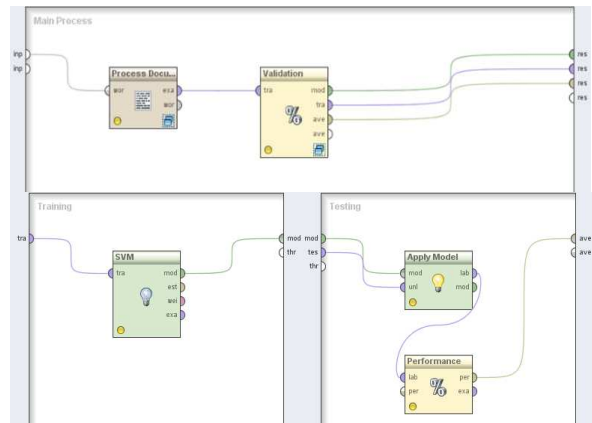 Main Process
inp
inp
Process Docu...
wor
exa
wor
Validation
tra
mod
tra
ave
ave
res
res
res
res
Training
tra
SVM
tra
mod
est
wei
exa
mod
thr
Testing
mod
tes
thr
Apply Model
mod
unl
lab
mod
Performance
lab
per
per
exa
ave
ave